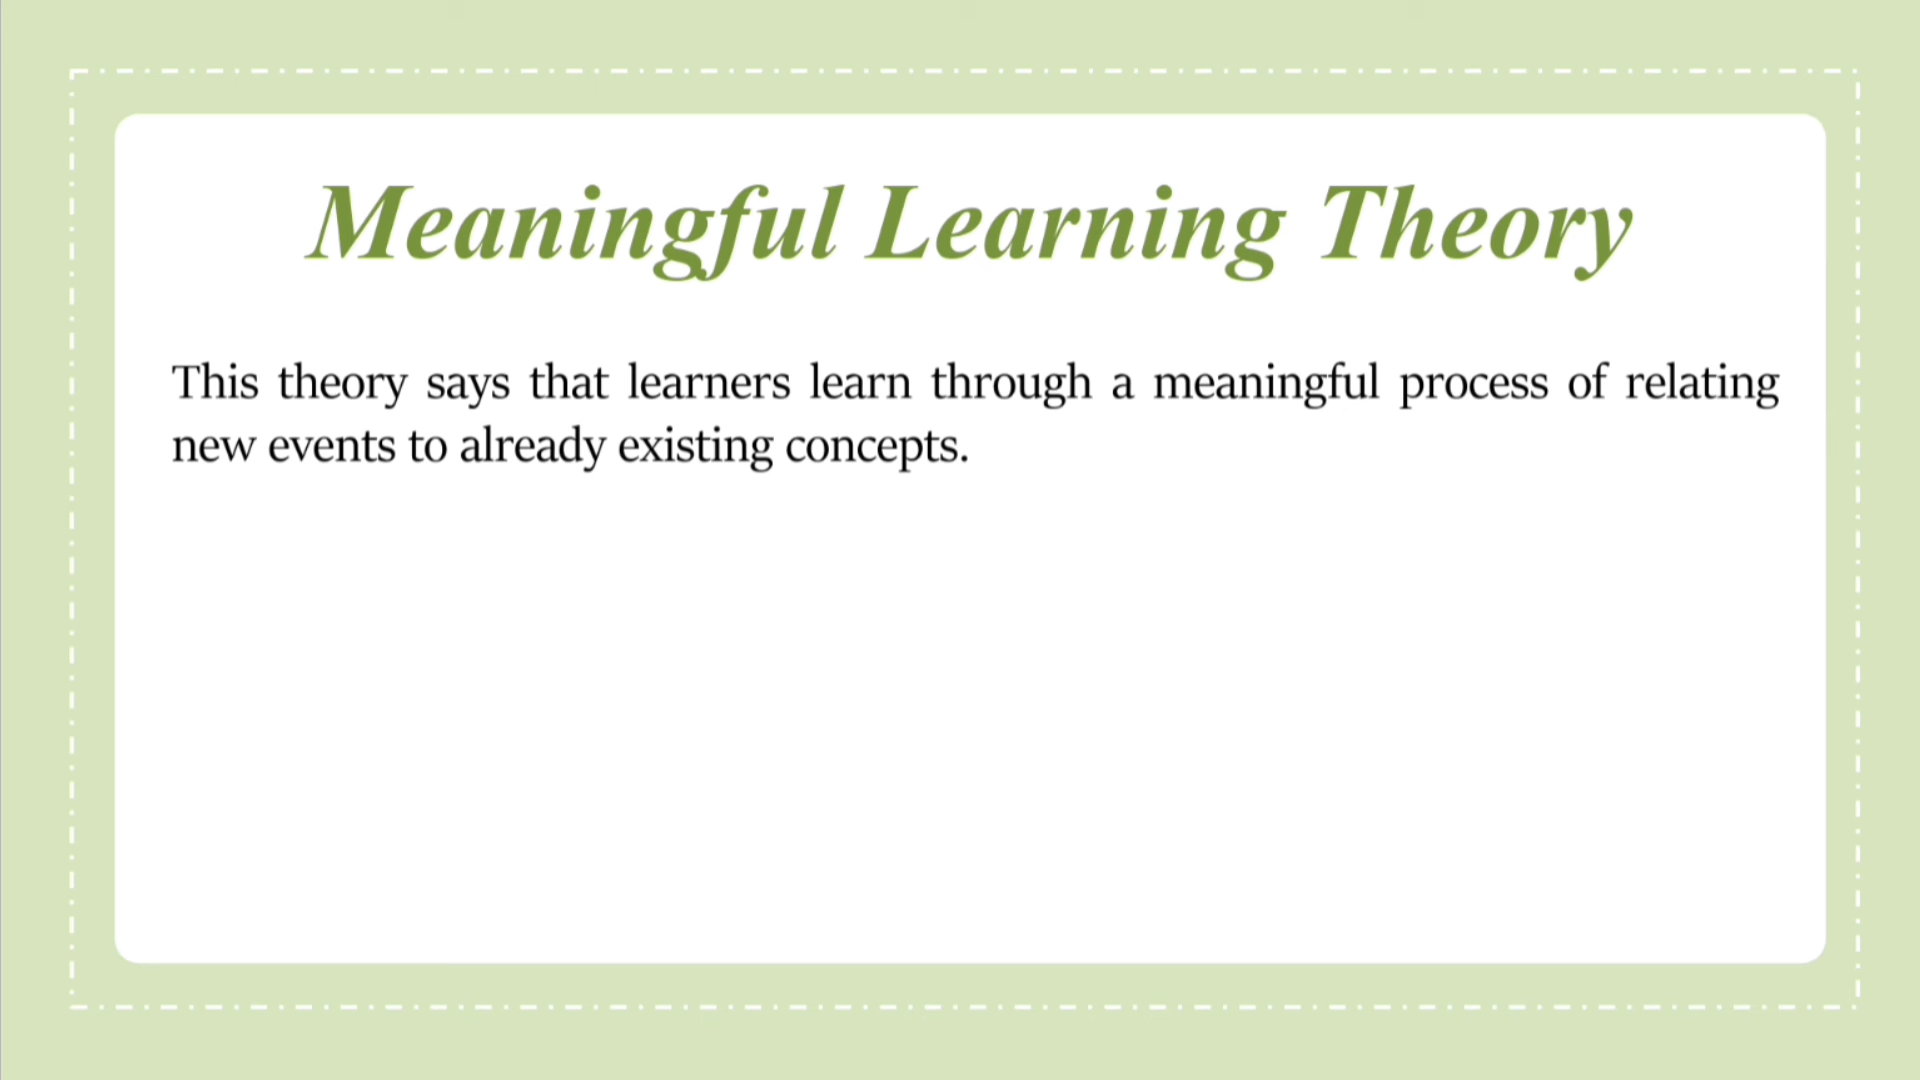 Meaningful Learning Theory
This theory says that learners learn through a meaningful process of relating
new events to already existing concepts.